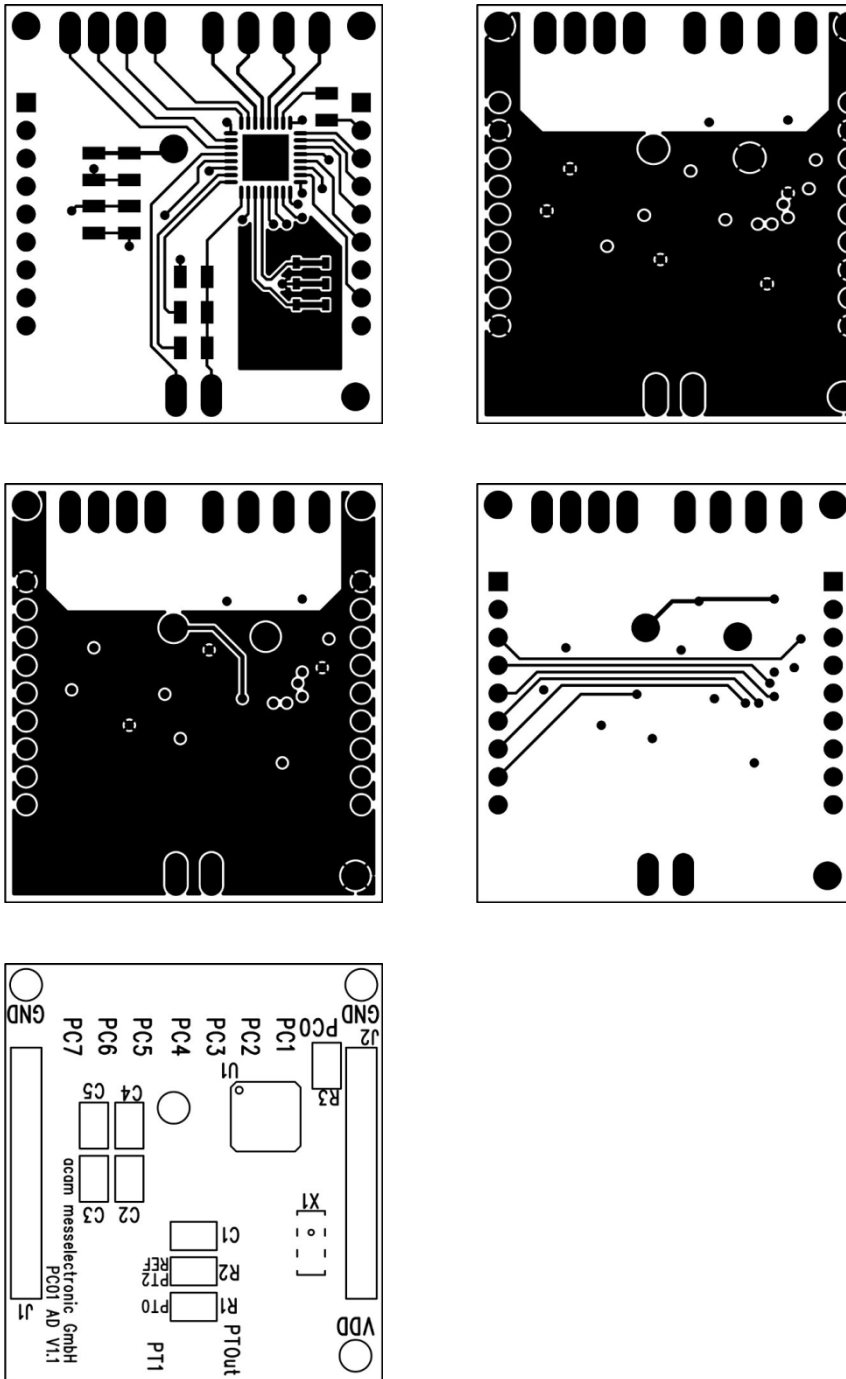 GND
GND
PC7
PC6
PC5
PC4
PC3
PC2
PC1
PC0
J2
U1
R3
C5
C4
C3
C2
acam messelectronic GmbH
PC01 AD V1.1
X1
C1
PT2
REF
R2
PT0
R1
J1
PT1
PTOut
VDD